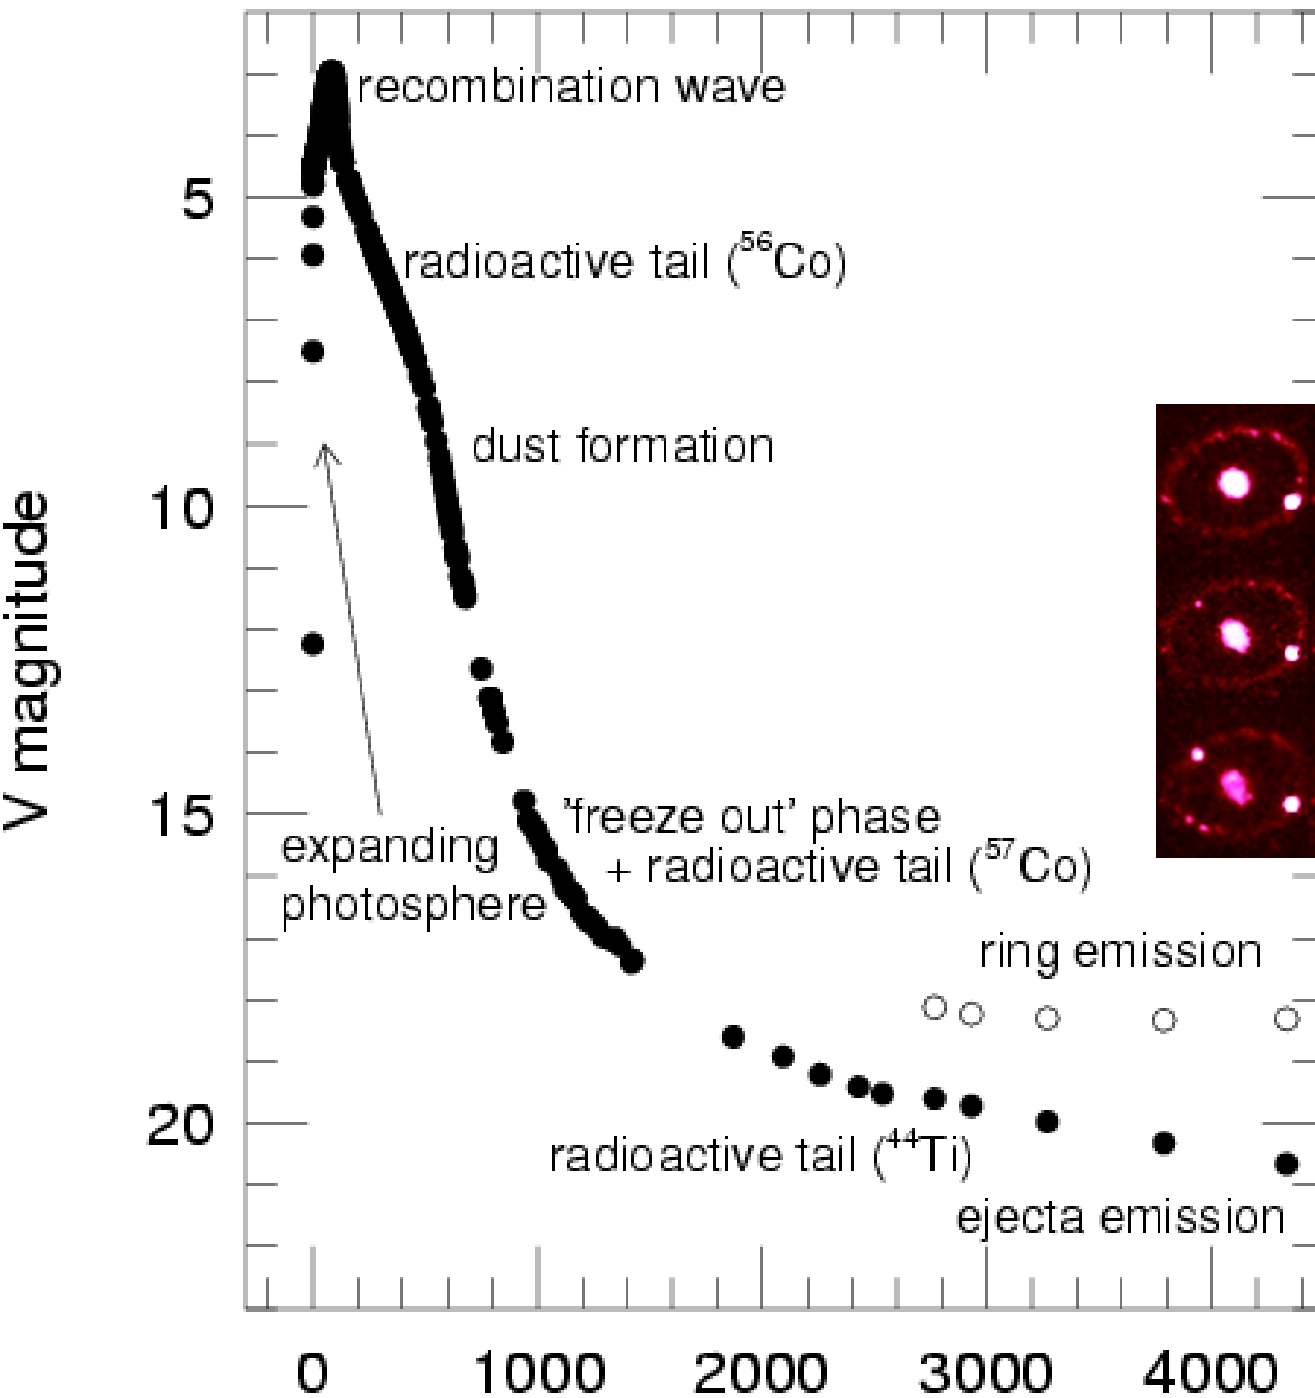 recombination wave
5
radioactive tail (⁵⁶Co)
dust formation
10
V magnitude
15
'freeze out' phase
+ radioactive tail (⁵⁷Co)
expanding
photosphere
ring emission
20
radioactive tail (⁴⁴Ti)
ejecta emission
0 1000 2000 3000 4000